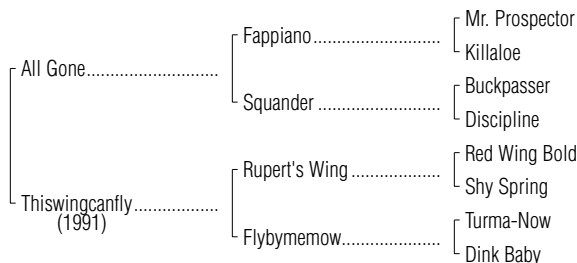 Mr. Prospector
Fappiano
Killaloe
All Gone
Buckpasser
Squander
Discipline
Red Wing Bold
Rupert's Wing
Shy Spring
Thiswingcanfly
(1991)
Turma-Now
Flybymemow
Dink Baby